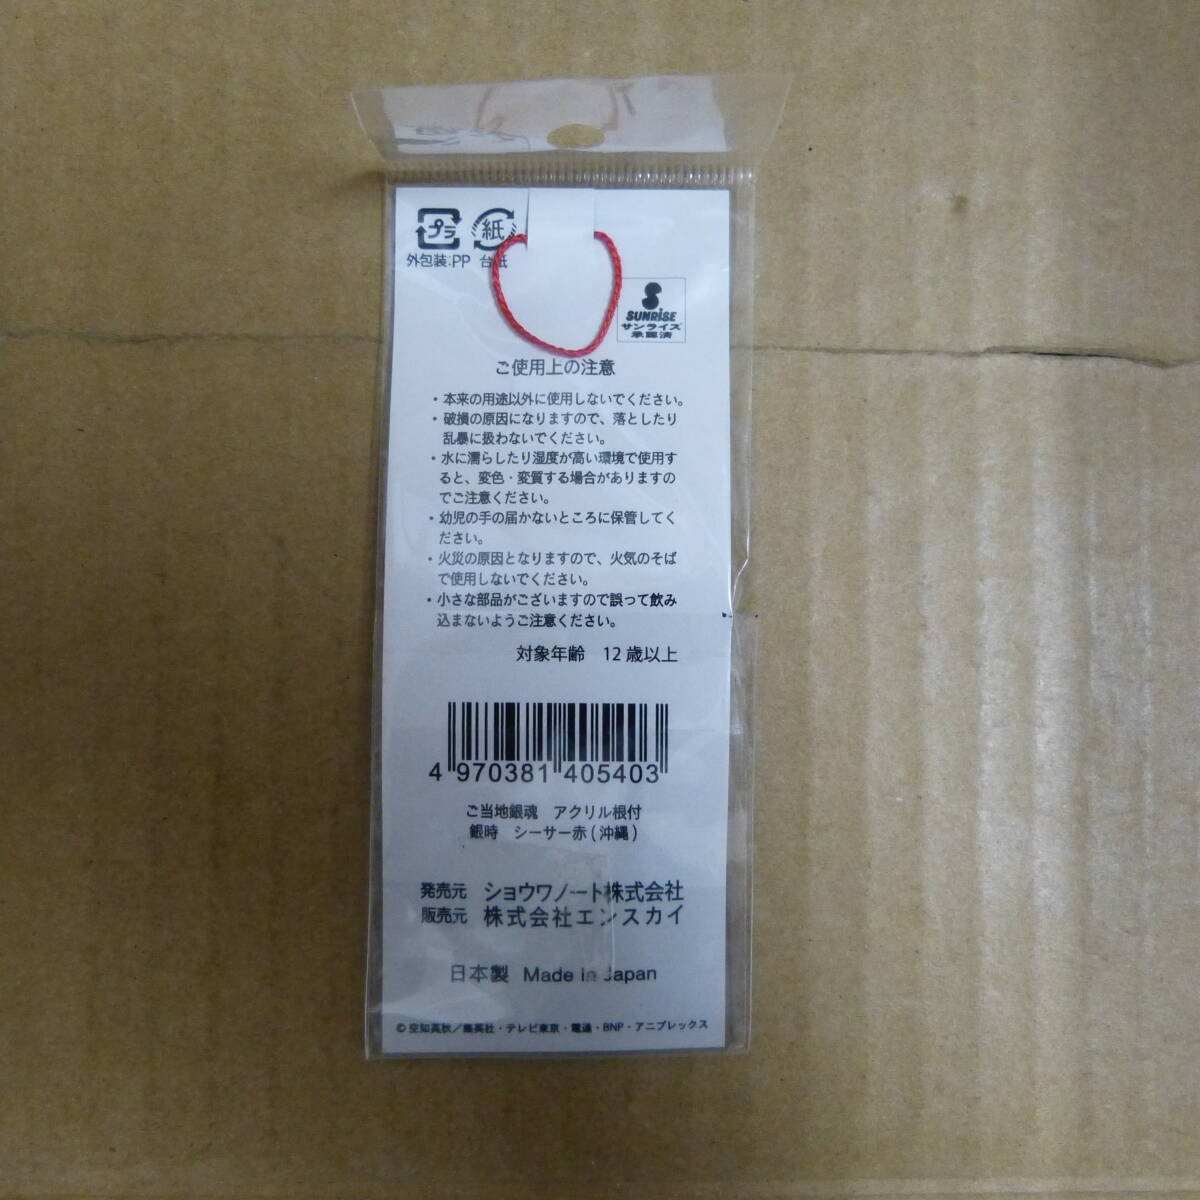 プラ 紙
外包装:PP 台紙
SUNRISE
サンライズ
承認済
ご使用上の注意
・本来の用途以外に使用しないでください。
・破損の原因になりますので、落としたり
乱暴に扱わないでください。
・水に濡らしたり湿度が高い環境で使用す
ると、変色・変質する場合がありますの
でご注意ください。
・幼児の手の届かないところに保管してく
ださい。
・火災の原因となりますので、火気のそば
で使用しないでください。
・小さな部品がございますので誤って飲み
込まないようご注意ください。
対象年齢 12歳以上
4 970381 405403
ご当地銀魂 アクリル根付
銀時 シーサー赤(沖縄)
発売元 ショウワノート株式会社
販売元 株式会社エンスカイ
日本製 Made in Japan
©空知英秋/集英社・テレビ東京・電通・BNP・アニプレックス